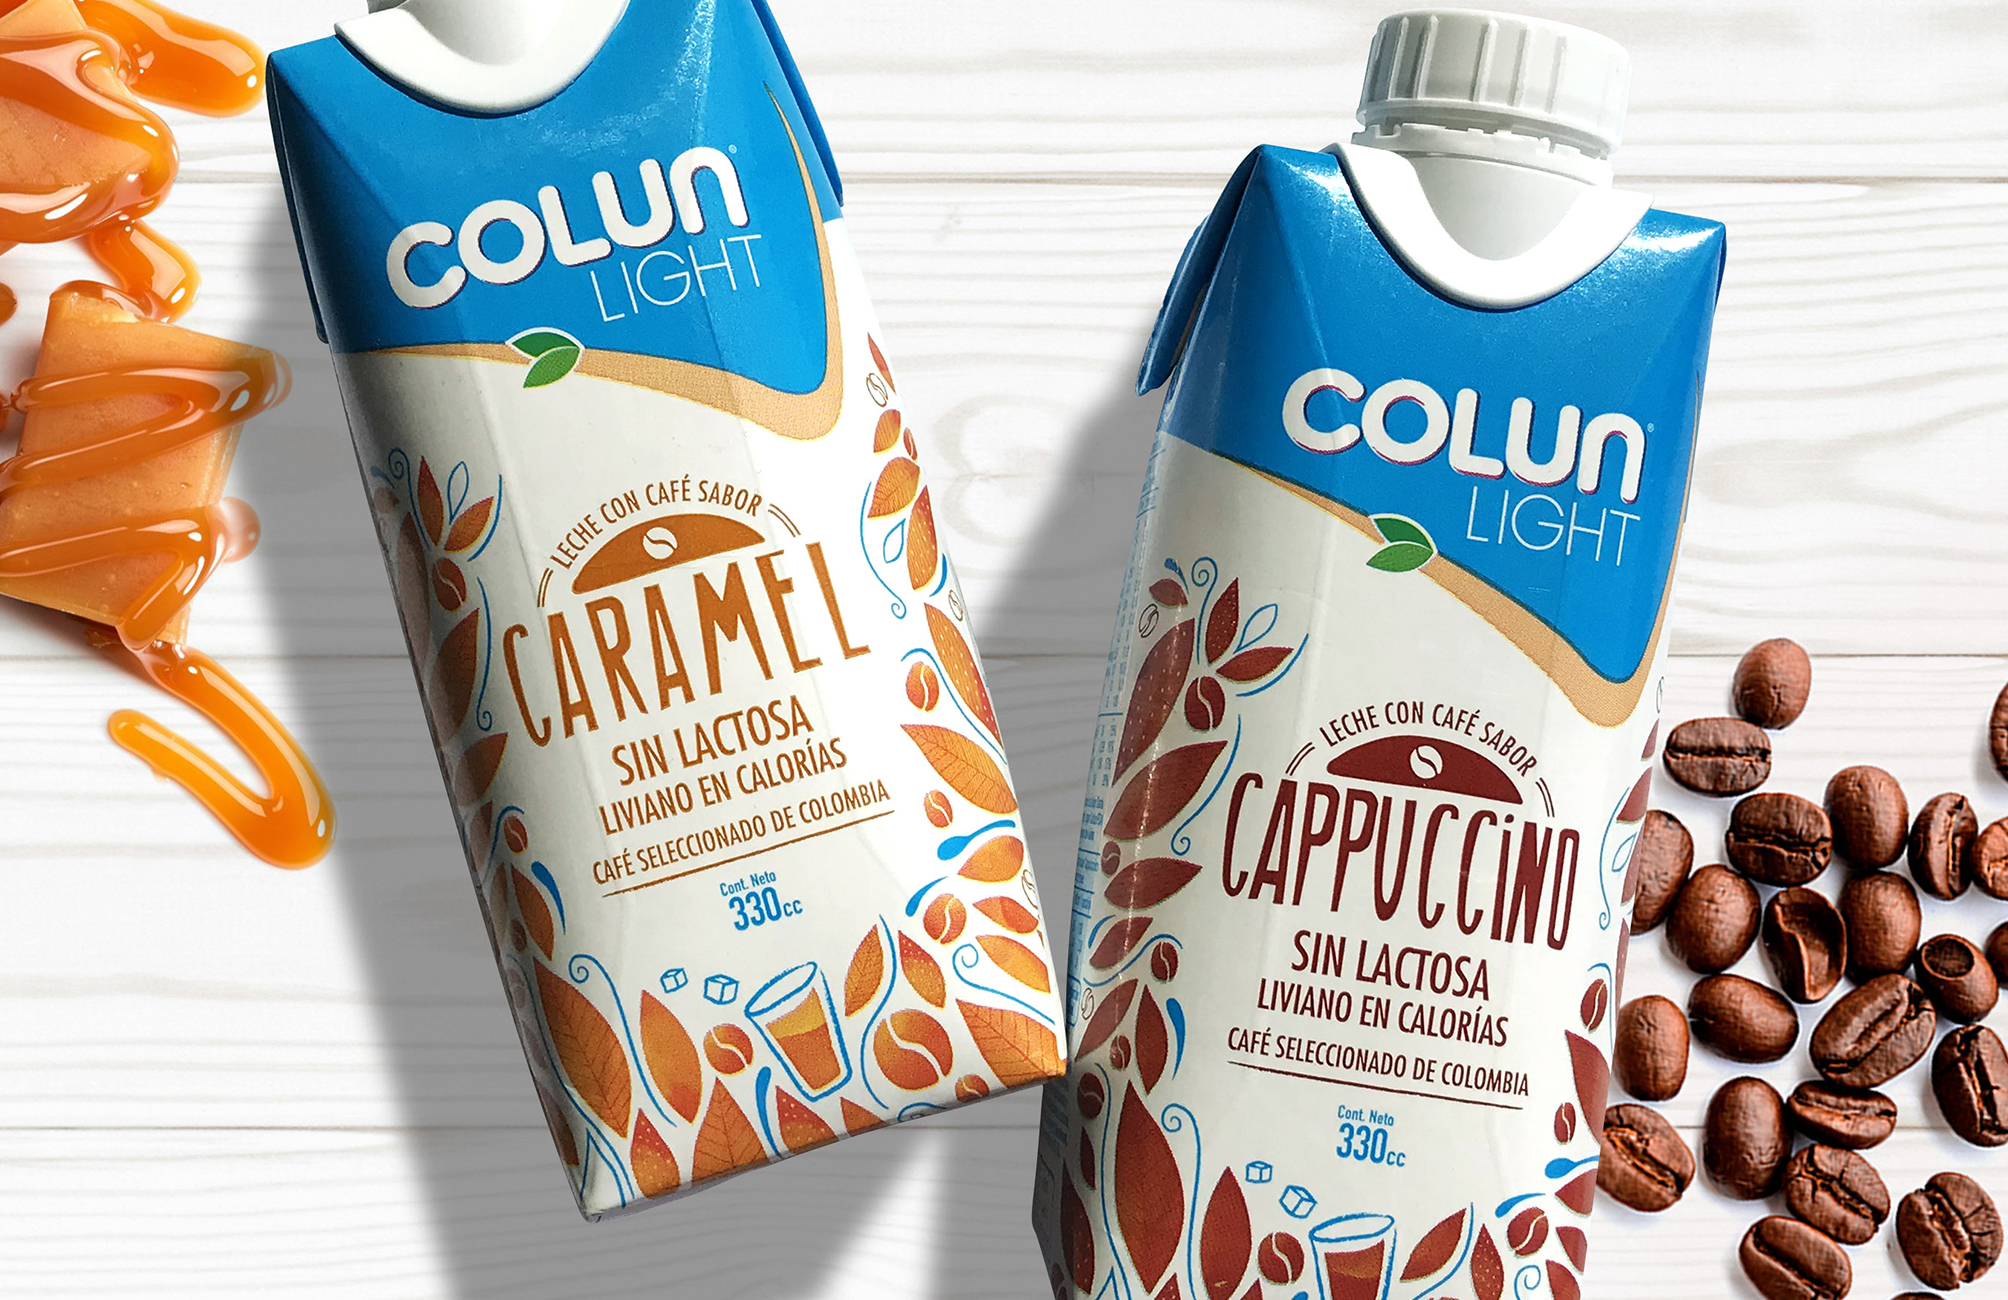 COLUN
LIGHT
LECHE CON CAFÉ SABOR
CARAMEL
SIN LACTOSA
LIVIANO EN CALORÍAS
CAFÉ SELECCIONADO DE COLOMBIA
Cont. Neto
330cc
COLUN
LIGHT
LECHE CON CAFÉ SABOR
CAPPUCCiNO
SIN LACTOSA
LIVIANO EN CALORÍAS
CAFÉ SELECCIONADO DE COLOMBIA
Cont. Neto
330cc